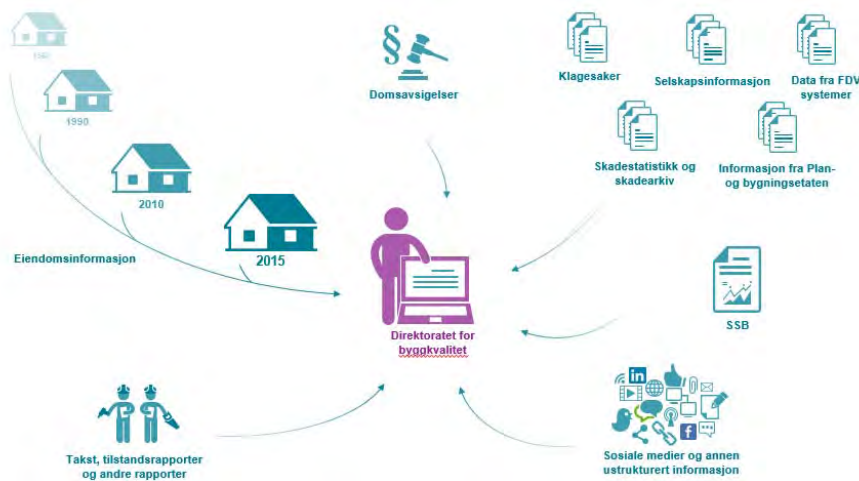 §
Domsavsigelser
Klagesaker
Selskapsinformasjon
Data fra FDV
systemer
Skadestatistikk og
skadearkiv
Informasjon fra Plan-
og bygningsetaten
1990
2010
2015
Eiendomsinformasjon
Direktoratet for
byggkvalitet
SSB
Takst, tilstandsrapporter
og andre rapporter
in
f
Sosiale medier og annen
ustrukturert informasjon